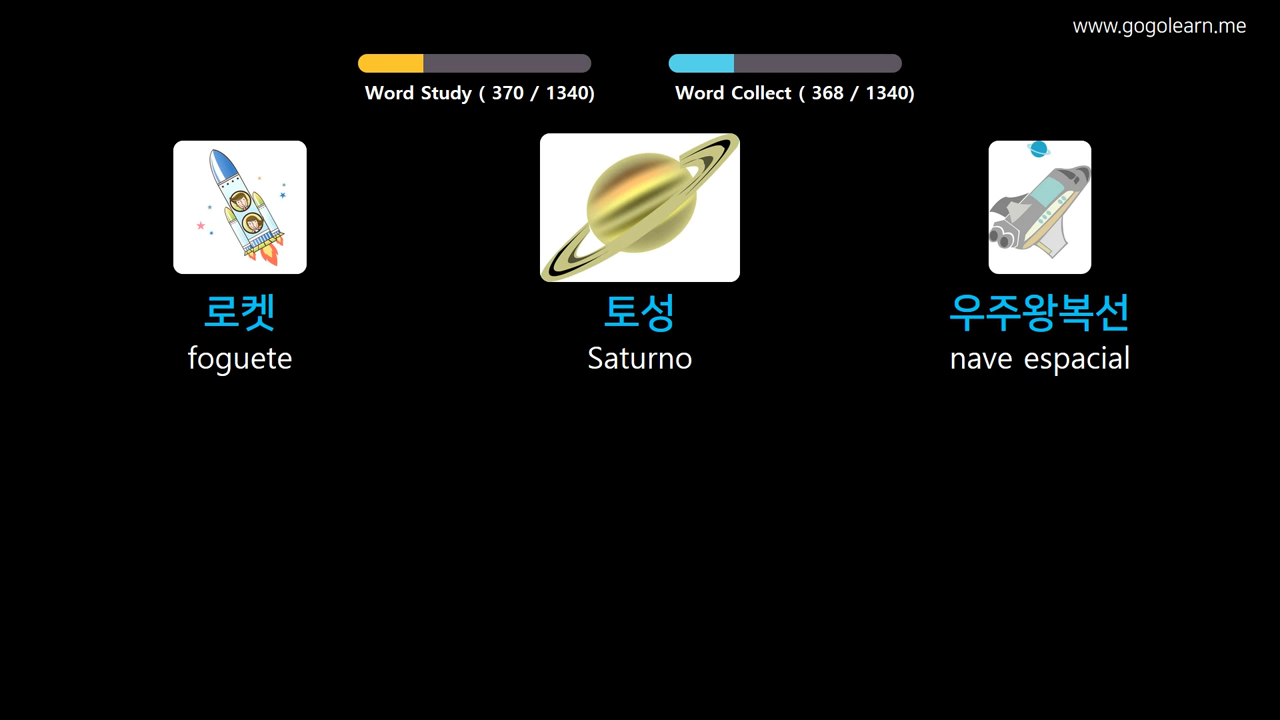 www.gogolearn.me
Word Study ( 370 / 1340)
Word Collect ( 368 / 1340)
로켓
foguete
토성
Saturno
우주왕복선
nave espacial